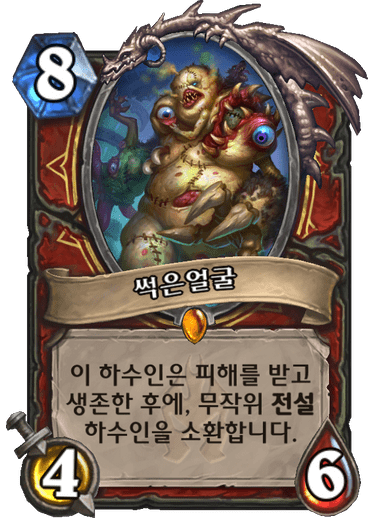 8
썩은얼굴
이 하수인은 피해를 받고
생존한 후에, 무작위 전설
하수인을 소환합니다.
4
6